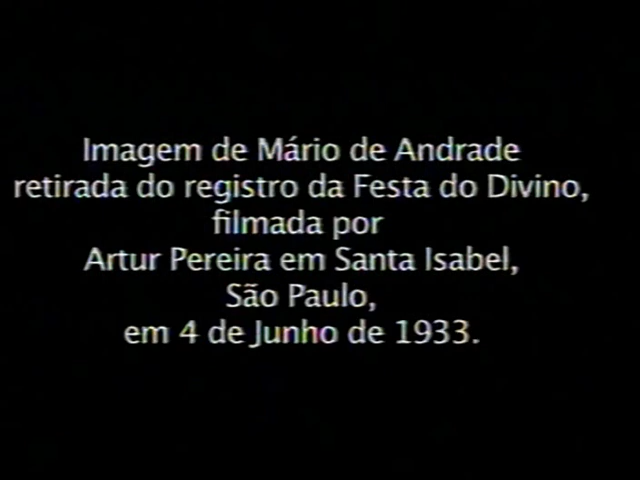 Imagem de Mário de Andrade
retirada do registro da Festa do Divino,
filmada por
Artur Pereira em Santa Isabel,
São Paulo,
em 4 de Junho de 1933.